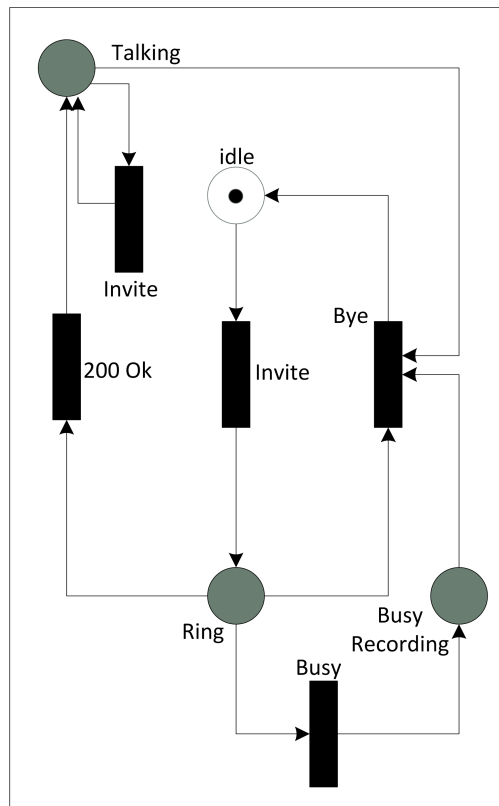 Talking
idle
Invite
Bye
200 Ok
Invite
Ring
Busy
Recording
Busy